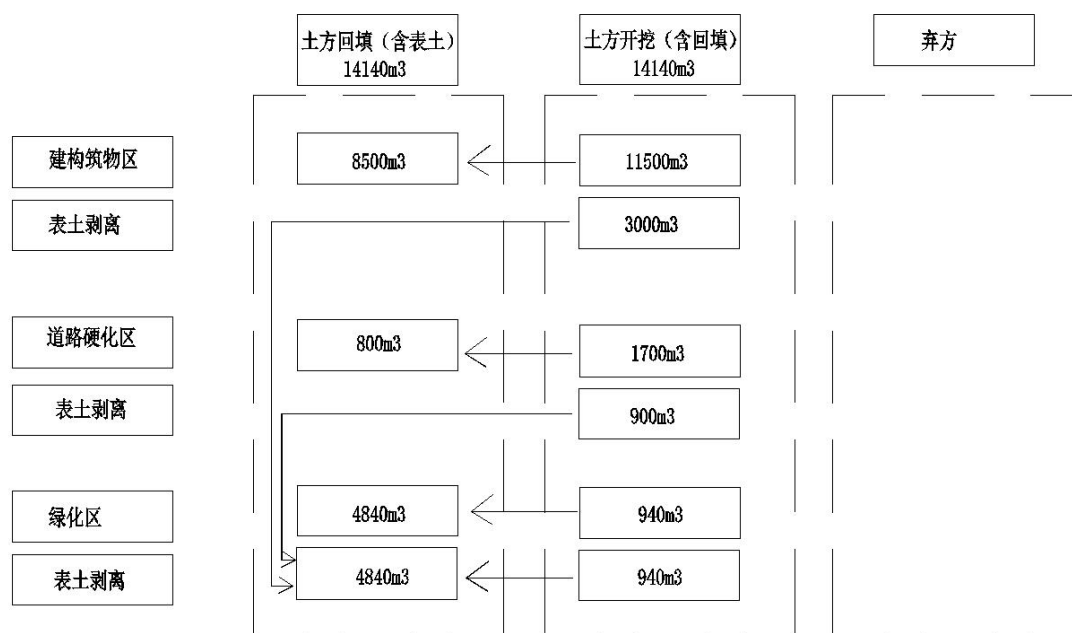 土方回填（含表土）
14140m3
土方开挖（含回填）
14140m3
弃方
建构筑物区
8500m3
11500m3
表土剥离
3000m3
道路硬化区
800m3
1700m3
表土剥离
900m3
绿化区
4840m3
940m3
表土剥离
4840m3
940m3